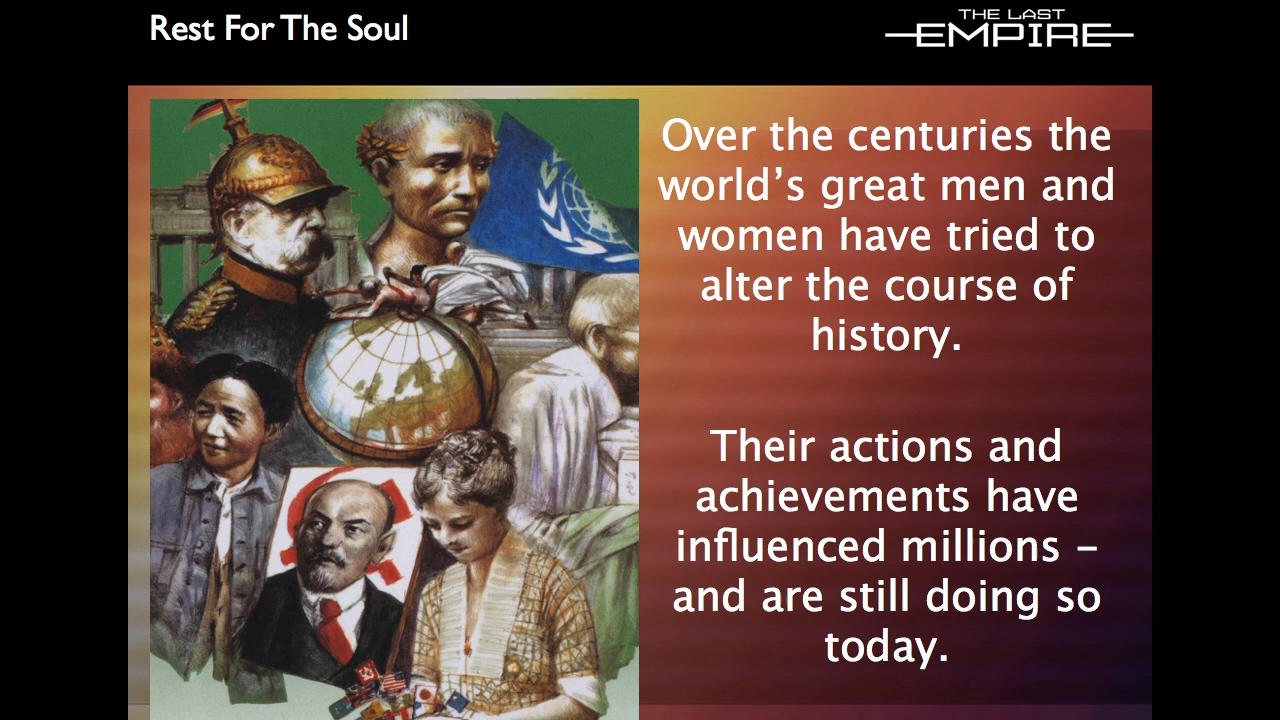 Rest For The Soul
THE LAST
EMPIRE
Over the centuries the
world’s great men and
women have tried to
alter the course of
history.
Their actions and
achievements have
influenced millions –
and are still doing so
today.